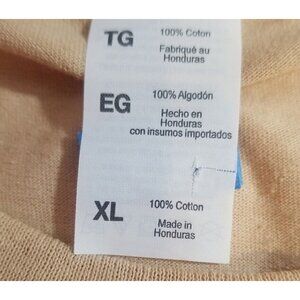 TG
100% Coton
Fabriqué au
Honduras
EG
100% Algodón
Hecho en
Honduras
con insumos importados
XL
100% Cotton
Made in
Honduras